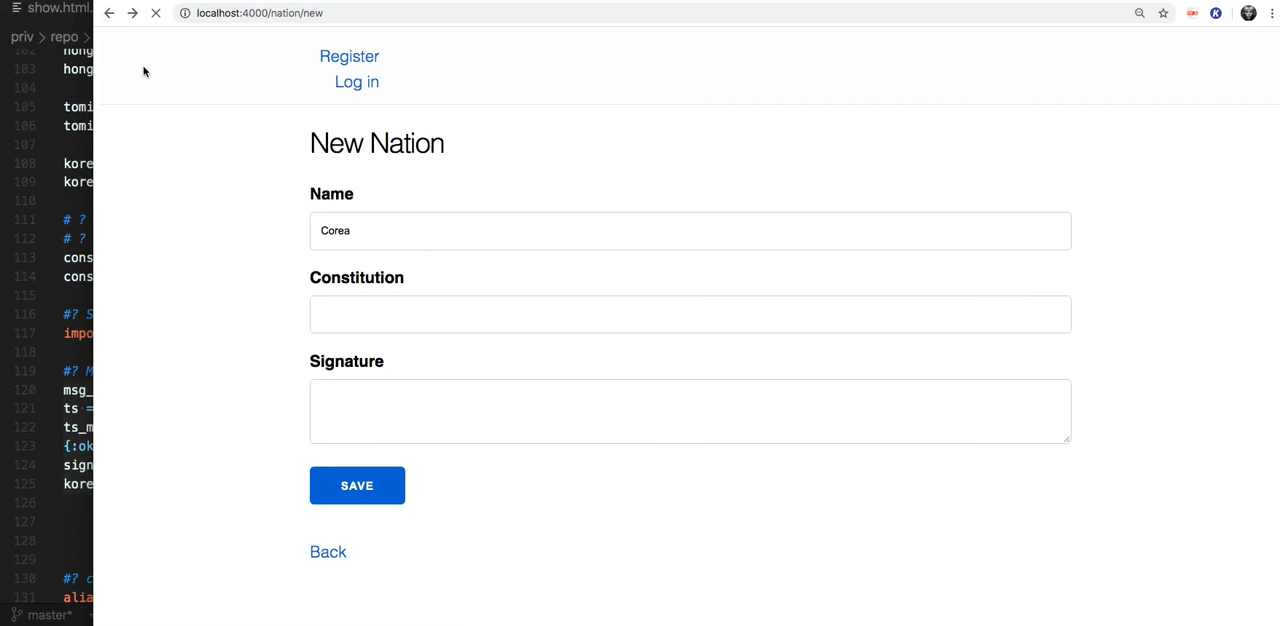 show.html.
localhost:4000/nation/new
priv > repo >
102 hong
103 hong
104
105 tomi
106 tomi
107
108 kore
109 kore
110
111 # ?
112 # ?
113 cons
114 cons
115
116 #? S
117 impo
118
119 #? M
120 msg_
121 ts =
122 ts_m
123 {:ok
124 sign
125 kore
126
127
128
129
130 #? c
131 alia
master*
Register
Log in
New Nation
Name
Corea
Constitution
Signature
SAVE
Back